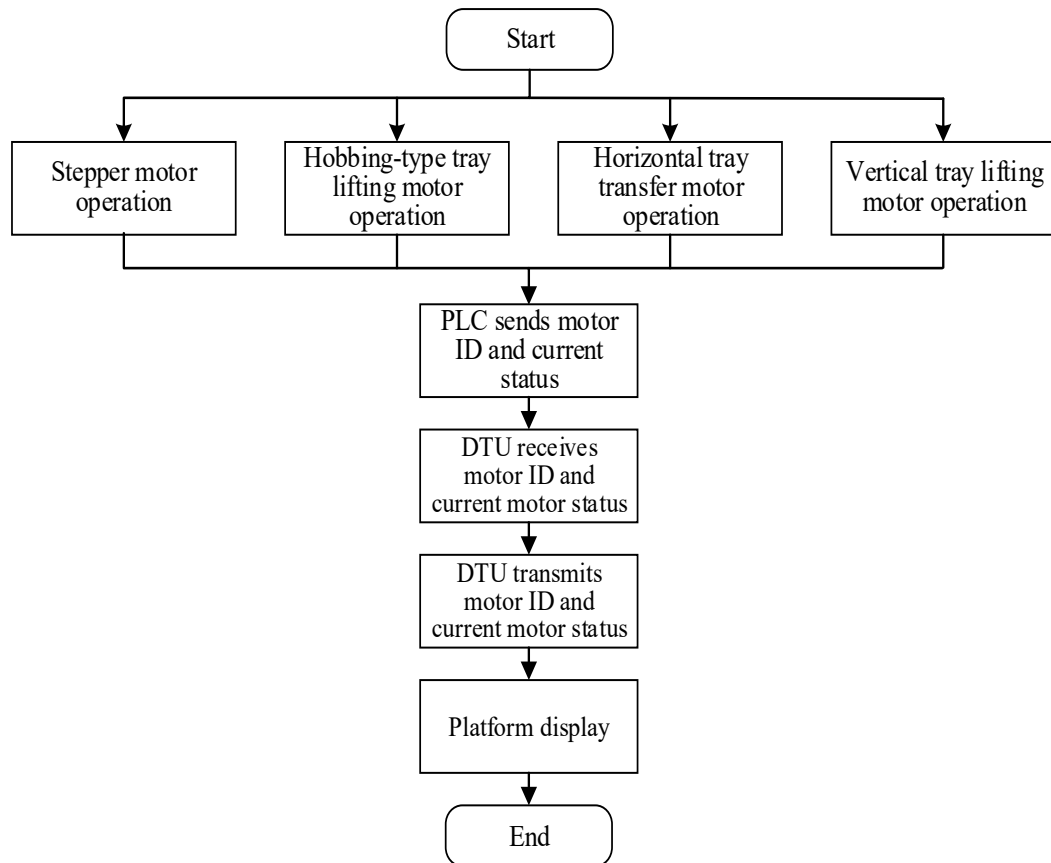 Start
Stepper motor
operation
Hobbing-type tray
lifting motor
operation
Horizontal tray
transfer motor
operation
Vertical tray lifting
motor operation
PLC sends motor
ID and current
status
DTU receives
motor ID and
current motor status
DTU transmits
motor ID and
current motor status
Platform display
End